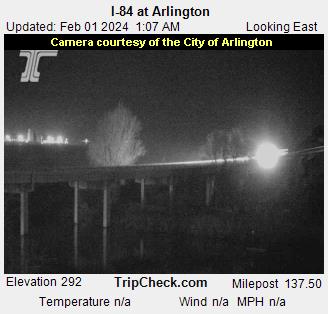 I-84 at Arlington
Updated: Feb 01 2024 1:07 AM Looking East
Camera courtesy of the City of Arlington
Elevation 292 TripCheck.com Milepost 137.50
Temperature n/a Wind n/a MPH n/a